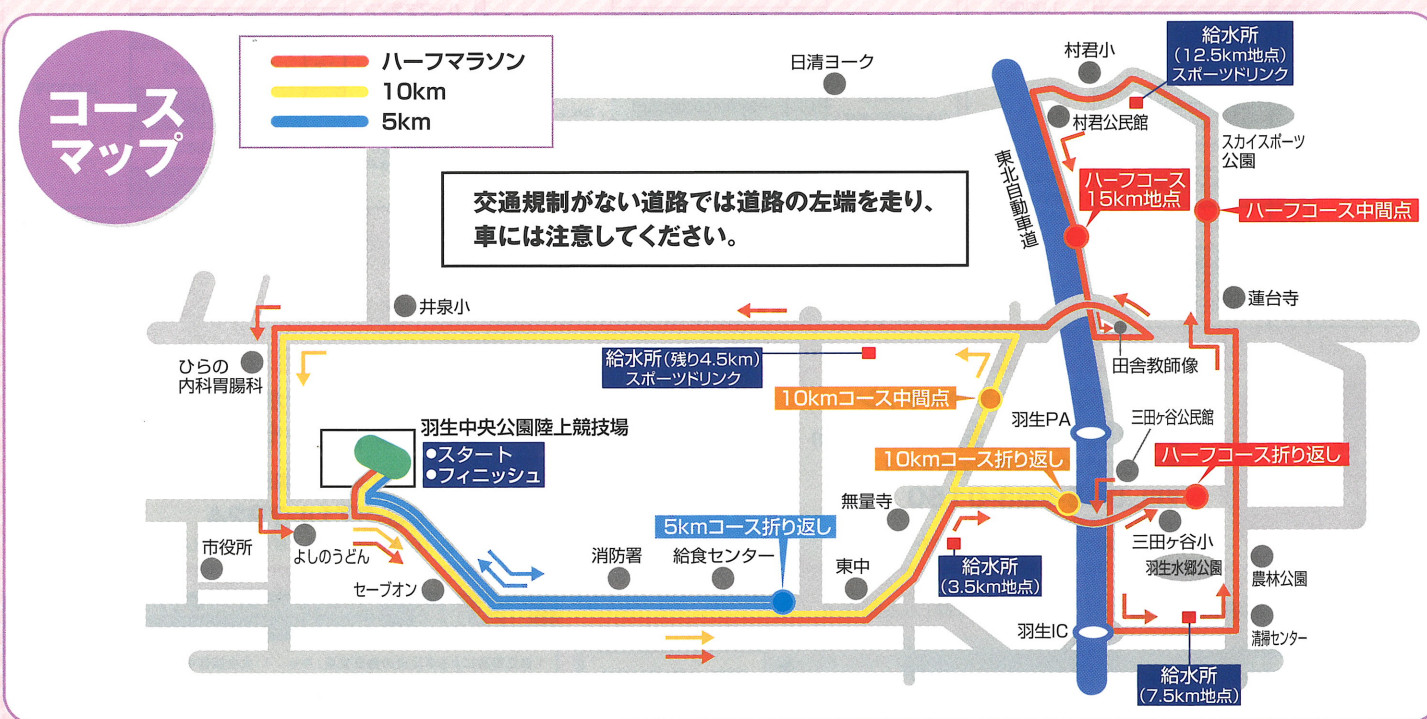 コース
マップ
ハーフマラソン
10km
5km
交通規制がない道路では道路の左端を走り、
車には注意してください。
日清ヨーク
村君小
給水所
(12.5km地点)
スポーツドリンク
村君公民館
スカイスポーツ
公園
東北自動車道
ハーフコース
15km地点
ハーフコース中間点
蓮台寺
井泉小
ひらの
内科胃腸科
給水所(残り4.5km)
スポーツドリンク
田舎教師像
10kmコース中間点
羽生PA
三田ヶ谷公民館
羽生中央公園陸上競技場
●スタート
●フィニッシュ
10kmコース折り返し
ハーフコース折り返し
無量寺
5kmコース折り返し
市役所
よしのうどん
セーブオン
消防署
給食センター
東中
給水所
(3.5km地点)
三田ヶ谷小
羽生水郷公園
農林公園
羽生IC
清掃センター
給水所
(7.5km地点)